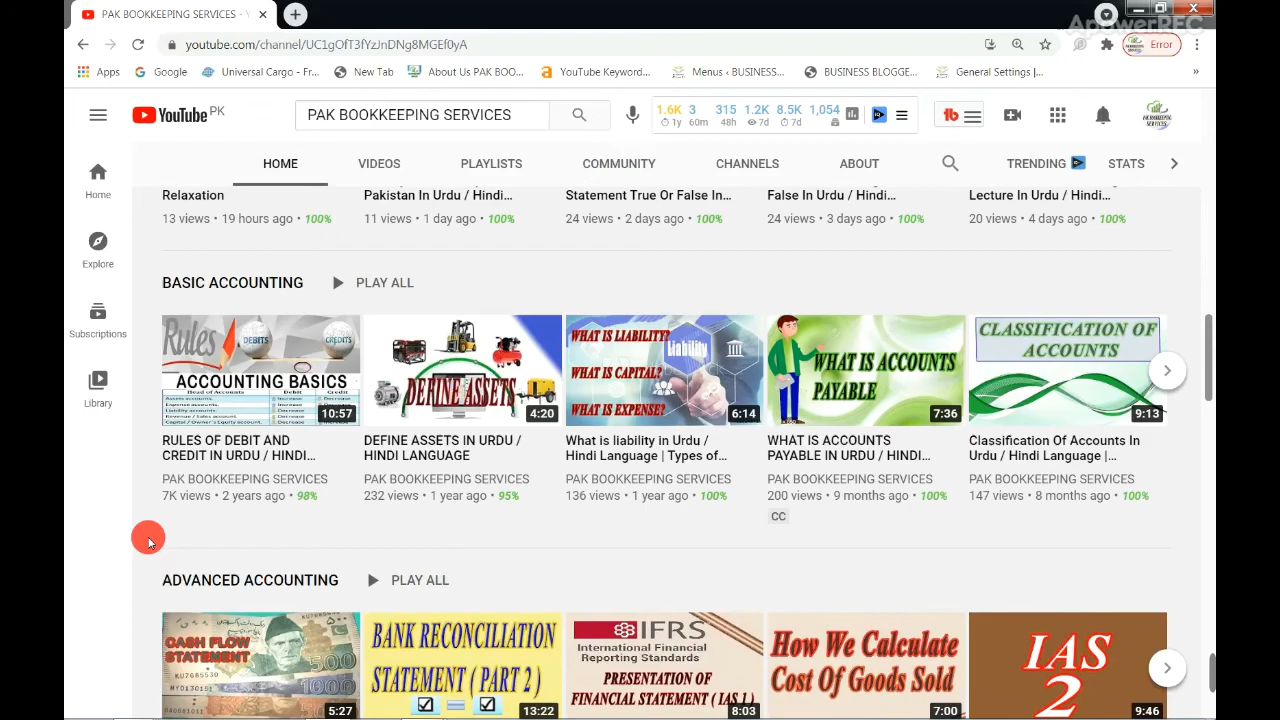 PAK BOOKKEEPING SERVICES - Y
ApowerREC
youtube.com/channel/UC1gOfT3fYzJnDNg8MGEf0yA
Error
Apps Google Universal Cargo - Fr... New Tab About Us PAK BOO... YouTube Keyword... Menus ‹ BUSINESS... BUSINESS BLOGGE... General Settings |... »
YouTube PK
PAK BOOKKEEPING SERVICES
1.6K 3 315 1.2K 8.5K 1,054
1y 60m 48h 7d 7d
HOME VIDEOS PLAYLISTS COMMUNITY CHANNELS ABOUT TRENDING STATS
Home
Explore
Subscriptions
Library
Relaxation
13 views • 19 hours ago • 100%
Pakistan In Urdu / Hindi...
11 views • 1 day ago • 100%
Statement True Or False In...
24 views • 2 days ago • 100%
False In Urdu / Hindi...
24 views • 3 days ago • 100%
Lecture In Urdu / Hindi...
20 views • 4 days ago • 100%
BASIC ACCOUNTING PLAY ALL
Rules DEBITS CREDITS
ACCOUNTING BASICS
Head of Accounts Debit Credit
10:57
RULES OF DEBIT AND
CREDIT IN URDU / HINDI...
PAK BOOKKEEPING SERVICES
7K views • 2 years ago • 98%
DEFINE ASSETS
4:20
DEFINE ASSETS IN URDU /
HINDI LANGUAGE
PAK BOOKKEEPING SERVICES
232 views • 1 year ago • 95%
WHAT IS LIABILITY?
Liability
WHAT IS CAPITAL?
WHAT IS EXPENSE?
6:14
What is liability in Urdu /
Hindi Language | Types of...
PAK BOOKKEEPING SERVICES
136 views • 1 year ago • 100%
WHAT IS ACCOUNTS
PAYABLE
7:36
WHAT IS ACCOUNTS
PAYABLE IN URDU / HINDI...
PAK BOOKKEEPING SERVICES
200 views • 9 months ago • 100%
CC
CLASSIFICATION OF
ACCOUNTS
9:13
Classification Of Accounts In
Urdu / Hindi Language |...
PAK BOOKKEEPING SERVICES
147 views • 8 months ago • 100%
ADVANCED ACCOUNTING PLAY ALL
CASH FLOW
STATEMENT
500
1000
5:27
BANK RECONCILIATION
STATEMENT ( PART 2 )
13:22
IFRS
International Financial
Reporting Standards
PRESENTATION OF
FINANCIAL STATEMENT ( IAS 1 )
8:03
How We Calculate
Cost Of Goods Sold
7:00
IAS
2
9:46